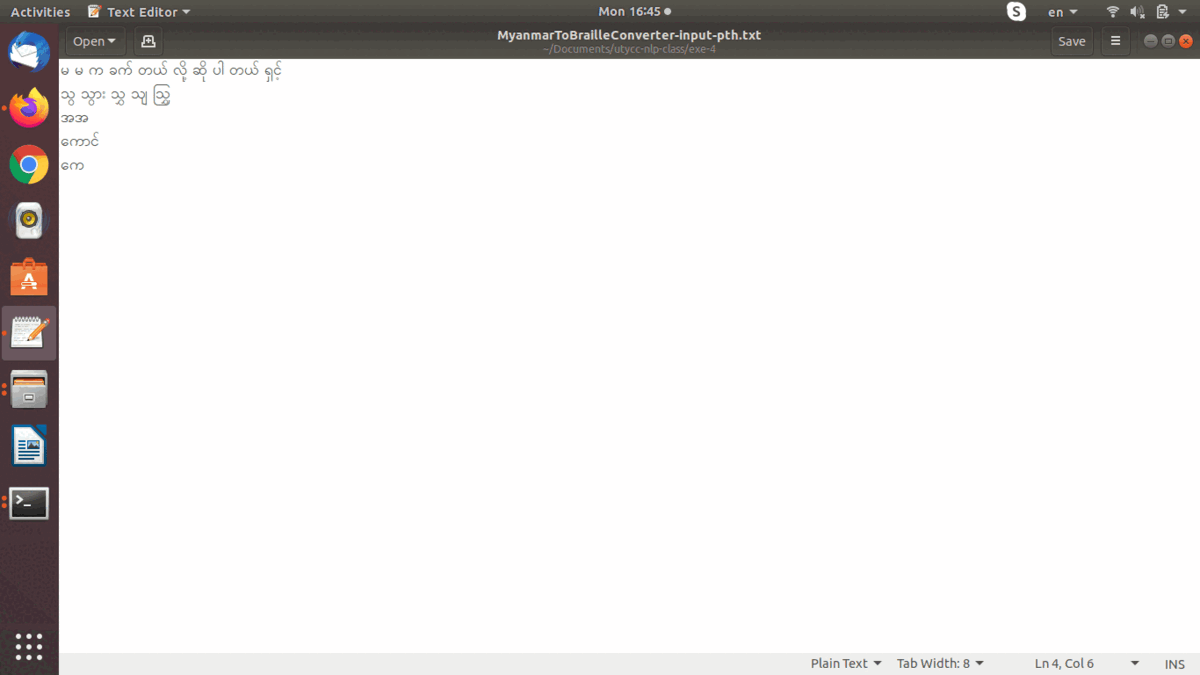 Activities Text Editor Mon 16:45 en
Open MyanmarToBrailleConverter-input-pth.txt Save
~/Documents/utycc-nlp-class/exe-4
မ မ က ခက် တယ် လို့ ဆို ပါ တယ် ရှင့်
သွ သွား သွှ သျ သြွှ
အအ
ကောင်
ကေ
Plain Text Tab Width: 8 Ln 4, Col 6 INS